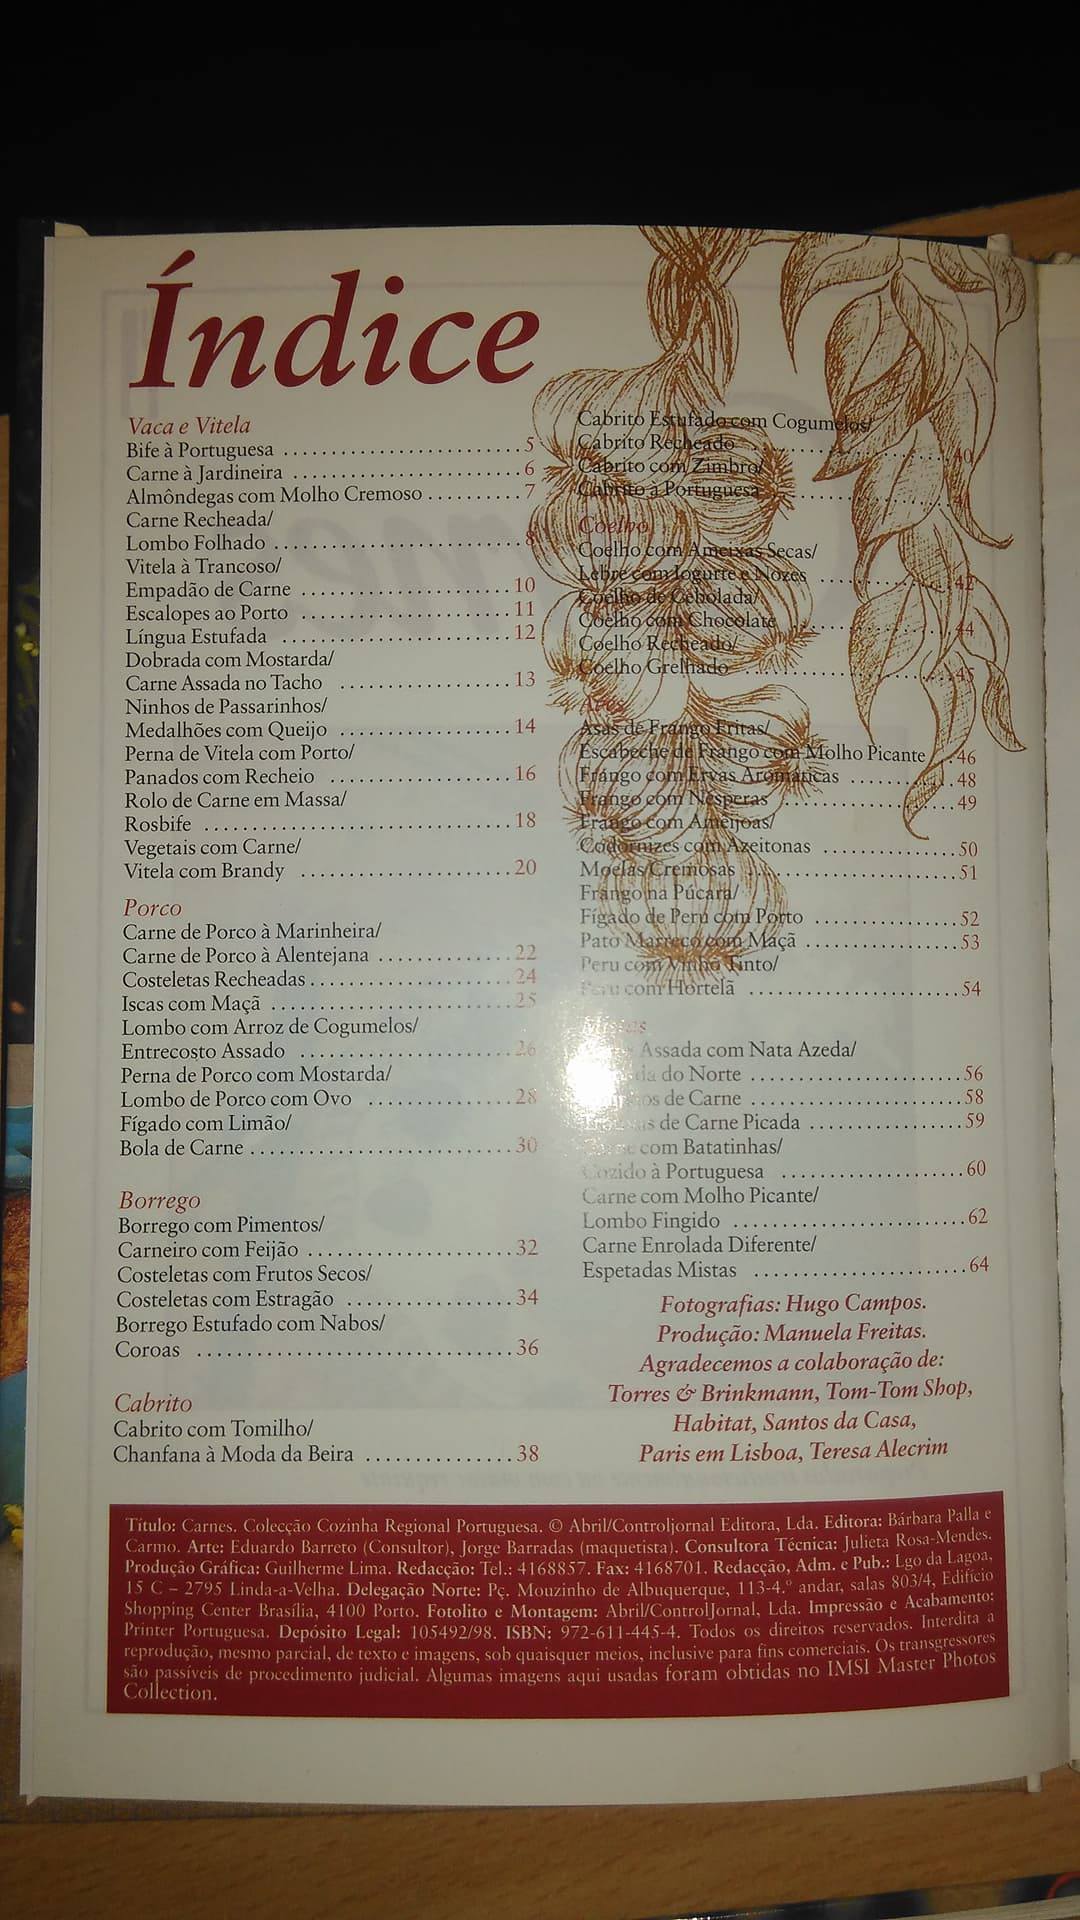 Índice
Vaca e Vitela
Bife à Portuguesa ........................ 5
Carne à Jardineira ........................ 6
Almôndegas com Molho Cremoso .......... 7
Carne Recheada/
Lombo Folhado ........................ 8
Vitela à Trancoso/
Empadão de Carne ...................... 10
Escalopes ao Porto ...................... 11
Língua Estufada ........................ 12
Dobrada com Mostarda/
Carne Assada no Tacho .................. 13
Ninhos de Passarinhos/
Medalhões com Queijo .................. 14
Perna de Vitela com Porto/
Panados com Recheio .................... 16
Rolo de Carne em Massa/
Rosbife ................................ 18
Vegetais com Carne/
Vitela com Brandy ...................... 20
Porco
Carne de Porco à Marinheira/
Carne de Porco à Alentejana .............. 22
Costeletas Recheadas .................... 24
Iscas com Maçã ........................ 25
Lombo com Arroz de Cogumelos/
Entrecosto Assado ...................... 26
Perna de Porco com Mostarda/
Lombo de Porco com Ovo ................ 28
Fígado com Limão/
Bola de Carne .......................... 30
Borrego
Borrego com Pimentos/
Carneiro com Feijão .................... 32
Costeletas com Frutos Secos/
Costeletas com Estragão ................ 34
Borrego Estufado com Nabos/
Coroas ................................ 36
Cabrito
Cabrito com Tomilho/
Chanfana à Moda da Beira .............. 38
Cabrito Estufado com Cogumelos/
Cabrito Recheado ...................... 40
Cabrito com Zimbro/
Cabrito à Portuguesa .................... 41
Coelho
Coelho com Ameixas Secas/
Lebre com Iogurte e Nozes .............. 42
Coelho de Cebolada/
Coelho com Chocolate .................. 44
Coelho Recheado/
Coelho Grelhado ...................... 45
Aves
Asas de Frango Fritas/
Escabeche de Frango com Molho Picante .. 46
Frango com Ervas Aromáticas ............ 48
Frango com Nêsperas .................... 49
Frango com Amêijoas/
Codornizes com Azeitonas .............. 50
Moelas Cremosas ...................... 51
Frango na Púcara/
Fígado de Peru com Porto .............. 52
Pato Marreco com Maçã ................ 53
Peru com Vinho Tinto/
Peru com Hortelã ...................... 54
Assada com Nata Azeda/
do Norte ...................... 56
de Carne ...................... 58
de Carne Picada ................ 59
com Batatinhas/
Cozido à Portuguesa .................... 60
Carne com Molho Picante/
Lombo Fingido ........................ 62
Carne Enrolada Diferente/
Espetadas Mistas ...................... 64
Fotografias: Hugo Campos.
Produção: Manuela Freitas.
Agradecemos a colaboração de:
Torres & Brinkmann, Tom-Tom Shop,
Habitat, Santos da Casa,
Paris em Lisboa, Teresa Alecrim
Título: Carnes. Colecção Cozinha Regional Portuguesa. © Abril/Controljornal Editora, Lda. Editora: Bárbara Palla e
Carmo. Arte: Eduardo Barreto (Consultor), Jorge Barradas (maquetista). Consultora Técnica: Julieta Rosa-Mendes.
Produção Gráfica: Guilherme Lima. Redacção: Tel.: 4168857. Fax: 4168701. Redacção, Adm. e Pub.: Lgo da Lagoa,
15 C – 2795 Linda-a-Velha. Delegação Norte: Pç. Mouzinho de Albuquerque, 113-4.º andar, salas 803/4, Edifício
Shopping Center Brasília, 4100 Porto. Fotolito e Montagem: Abril/ControlJornal, Lda. Impressão e Acabamento:
Printer Portuguesa. Depósito Legal: 105492/98. ISBN: 972-611-445-4. Todos os direitos reservados. Interdita a
reprodução, mesmo parcial, de texto e imagens, sob quaisquer meios, inclusive para fins comerciais. Os transgressores
são passíveis de procedimento judicial. Algumas imagens aqui usadas foram obtidas no IMSI Master Photos
Collection.